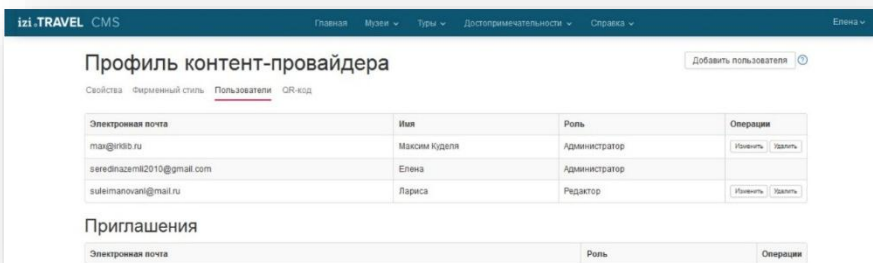 izi.TRAVEL CMS Главная Музеи Туры Достопримечательности Справка Елена
Профиль контент-провайдера Добавить пользователя ?
Свойства Фирменный стиль Пользователи QR-код
Электронная почта Имя Роль Операции
max@irklib.ru Максим Куделя Администратор Изменить Удалить
seredinazemli2010@gmail.com Елена Администратор
suleimanovanl@mail.ru Лариса Редактор Изменить Удалить
Приглашения
Электронная почта Роль Операции